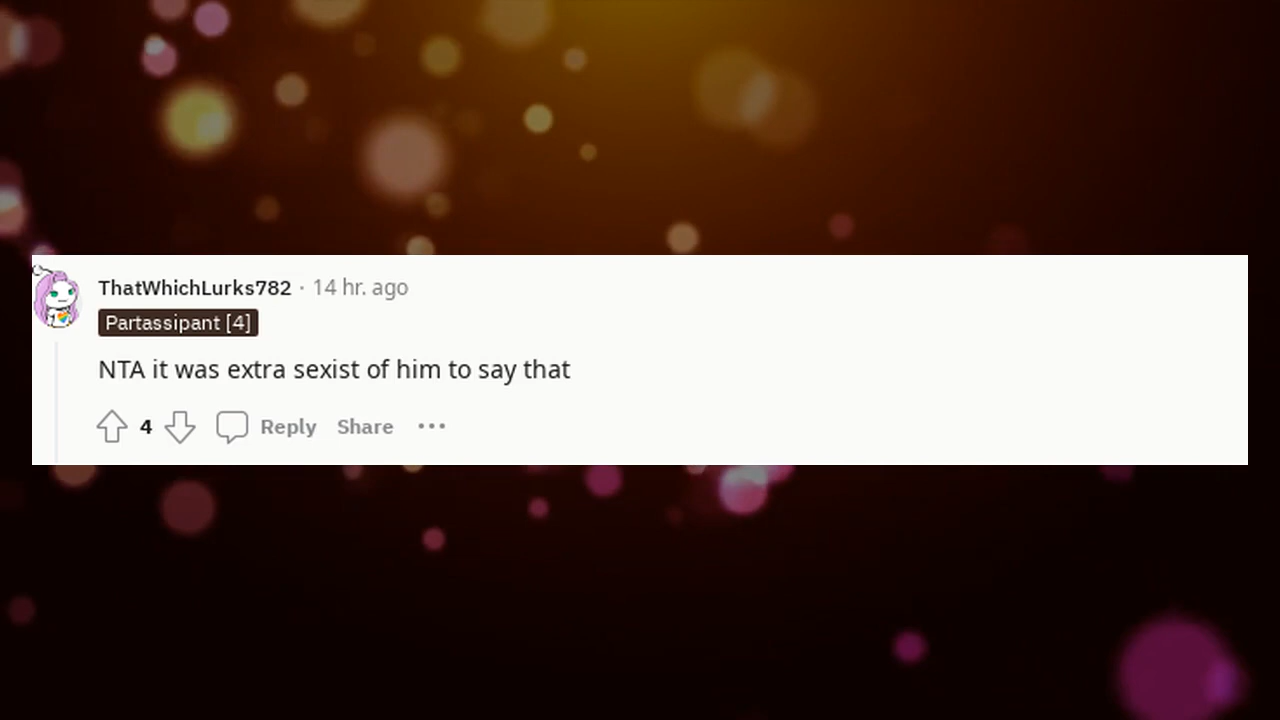 ThatWhichLurks782 · 14 hr. ago
Partassipant [4]
NTA it was extra sexist of him to say that
4 Reply Share ···